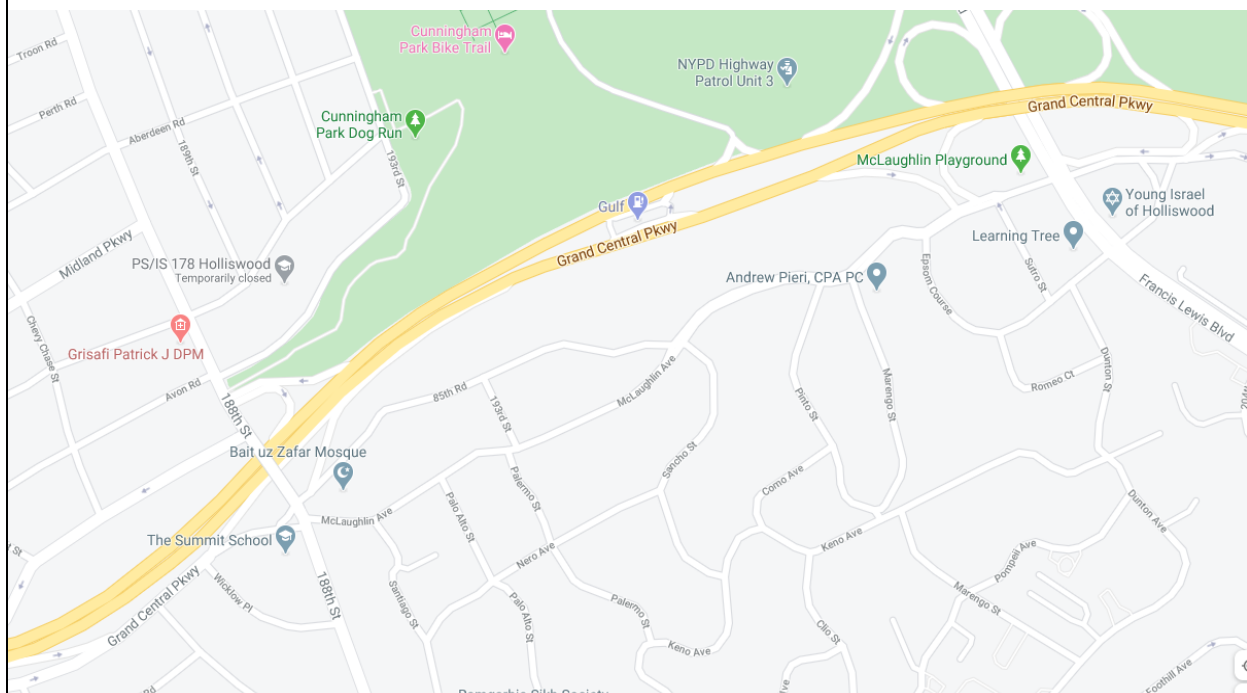 Cunningham
Park Bike Trail
Troon Rd
NYPD Highway
Patrol Unit 3
Perth Rd
Grand Central Pkwy
Cunningham
Park Dog Run
Aberdeen Rd
189th St
193rd St
McLaughlin Playground
Young Israel
of Holliswood
Gulf
Learning Tree
Midland Pkwy
Grand Central Pkwy
PS/IS 178 Holliswood
Temporarily closed
Andrew Pieri, CPA PC
Epsom Course
Sutro St
Francis Lewis Blvd
Chevy Chase St
Grisafi Patrick J DPM
Avon Rd
188th St
85th Rd
193rd St
McLaughlin Ave
Pinto St
Marengo St
Romeo Ct
Dunton St
204th
Bait uz Zafar Mosque
Sancho St
Como Ave
Palermo St
Palo Alto St
McLaughlin Ave
Dunton Ave
The Summit School
Nero Ave
Keno Ave
Pompeii Ave
St
188th St
Wicklow Pl
Grand Central Pkwy
Santiago St
Palo Alto St
Palermo St
Marengo St
Clio St
Keno Ave
Foothill Ave
Rd